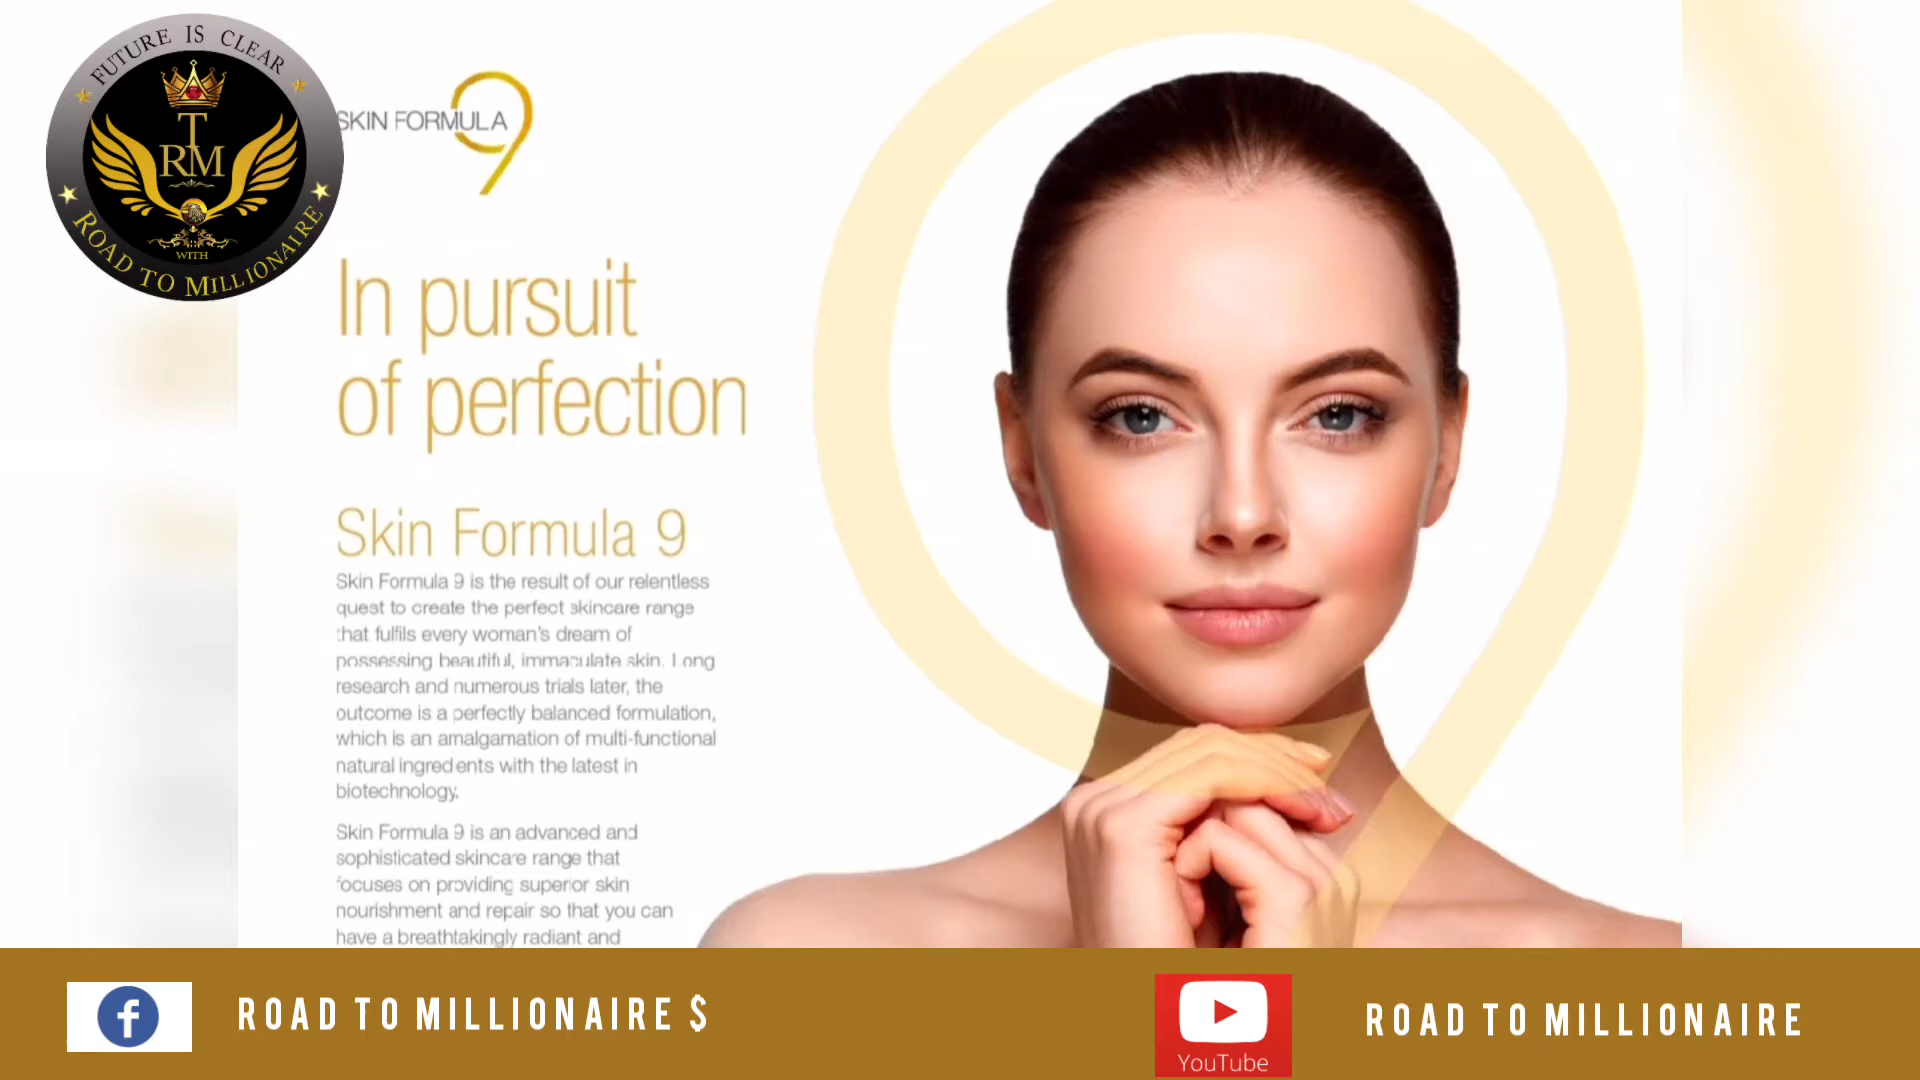 FUTURE IS CLEAR
T
RM
WITH
ROAD TO MILLIONAIRE
SKIN FORMULA 9
In pursuit
of perfection
Skin Formula 9
Skin Formula 9 is the result of our relentless
quest to create the perfect skincare range
that fulfils every woman's dream of
possessing beautiful, immaculate skin. Long
research and numerous trials later, the
outcome is a perfectly balanced formulation,
which is an amalgamation of multi-functional
natural ingredients with the latest in
biotechnology.
Skin Formula 9 is an advanced and
sophisticated skincare range that
focuses on providing superior skin
nourishment and repair so that you can
have a breathtakingly radiant and
f
ROAD TO MILLIONAIRE $
YouTube
ROAD TO MILLIONAIRE